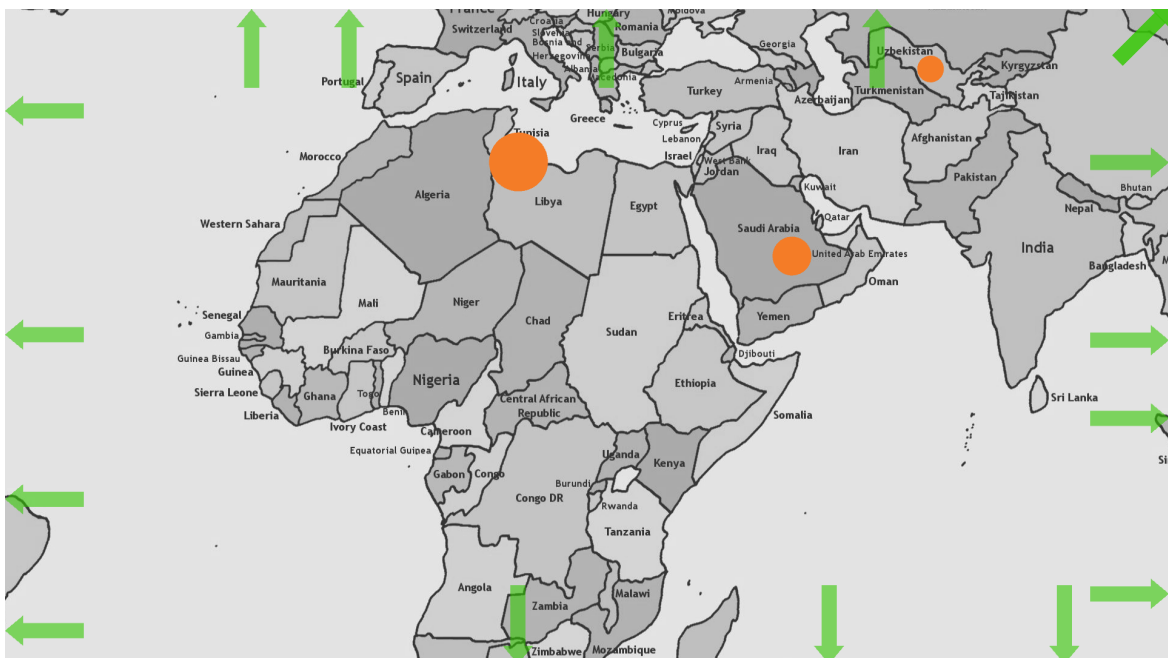 France
Switzerland
Croatia
Slovenia
Bosnia and
Herzegovina
Hungary
Serbia
Albania
Macedonia
Moldova
Romania
Bulgaria
Georgia
Armenia
Azerbaijan
Uzbekistan
Turkmenistan
Kyrgyzstan
Tajikistan
Portugal
Spain
Italy
Greece
Turkey
Cyprus
Lebanon
Israel
Syria
West Bank
Jordan
Iraq
Iran
Kuwait
Qatar
Afghanistan
Pakistan
Nepal
Bhutan
India
Bangladesh
Sri Lanka
Tunisia
Morocco
Algeria
Libya
Egypt
Saudi Arabia
United Arab Emirates
Oman
Yemen
Western Sahara
Mauritania
Mali
Niger
Chad
Sudan
Eritrea
Djibouti
Ethiopia
Somalia
Senegal
Gambia
Guinea Bissau
Guinea
Sierra Leone
Liberia
Burkina Faso
Ghana
Ivory Coast
Togo
Benin
Nigeria
Cameroon
Central African
Republic
Equatorial Guinea
Gabon
Congo
Congo DR
Uganda
Kenya
Burundi
Rwanda
Tanzania
Angola
Zambia
Malawi
Zimbabwe
Mozambique